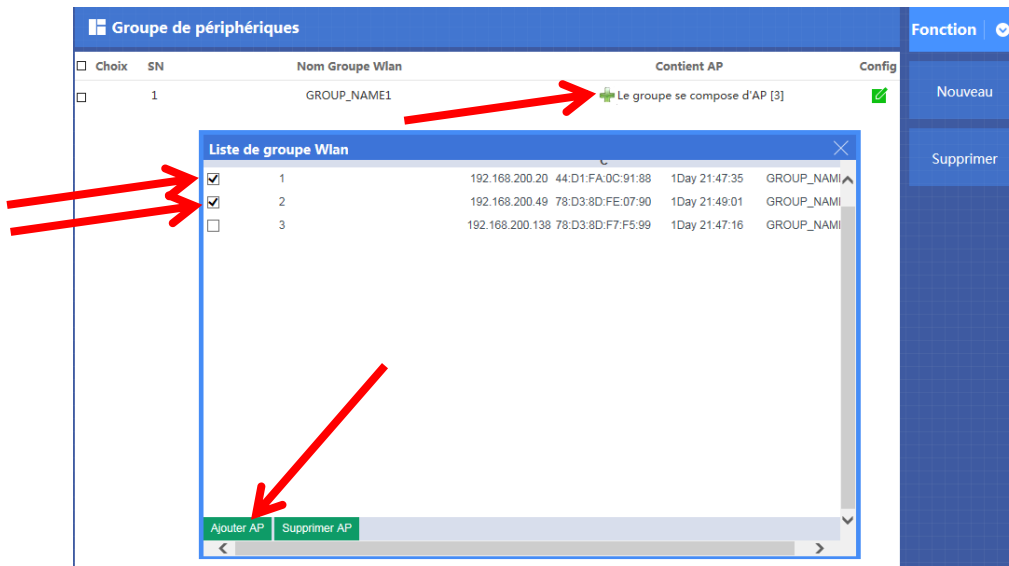 Groupe de périphériques
Fonction
Choix SN Nom Groupe Wlan Contient AP Config
1 GROUP_NAME1 Le groupe se compose d'AP [3]
Nouveau
Supprimer
Liste de groupe Wlan
1 192.168.200.20 44:D1:FA:0C:91:88 1Day 21:47:35 GROUP_NAM
2 192.168.200.49 78:D3:8D:FE:07:90 1Day 21:49:01 GROUP_NAM
3 192.168.200.138 78:D3:8D:F7:F5:99 1Day 21:47:16 GROUP_NAM
Ajouter AP Supprimer AP